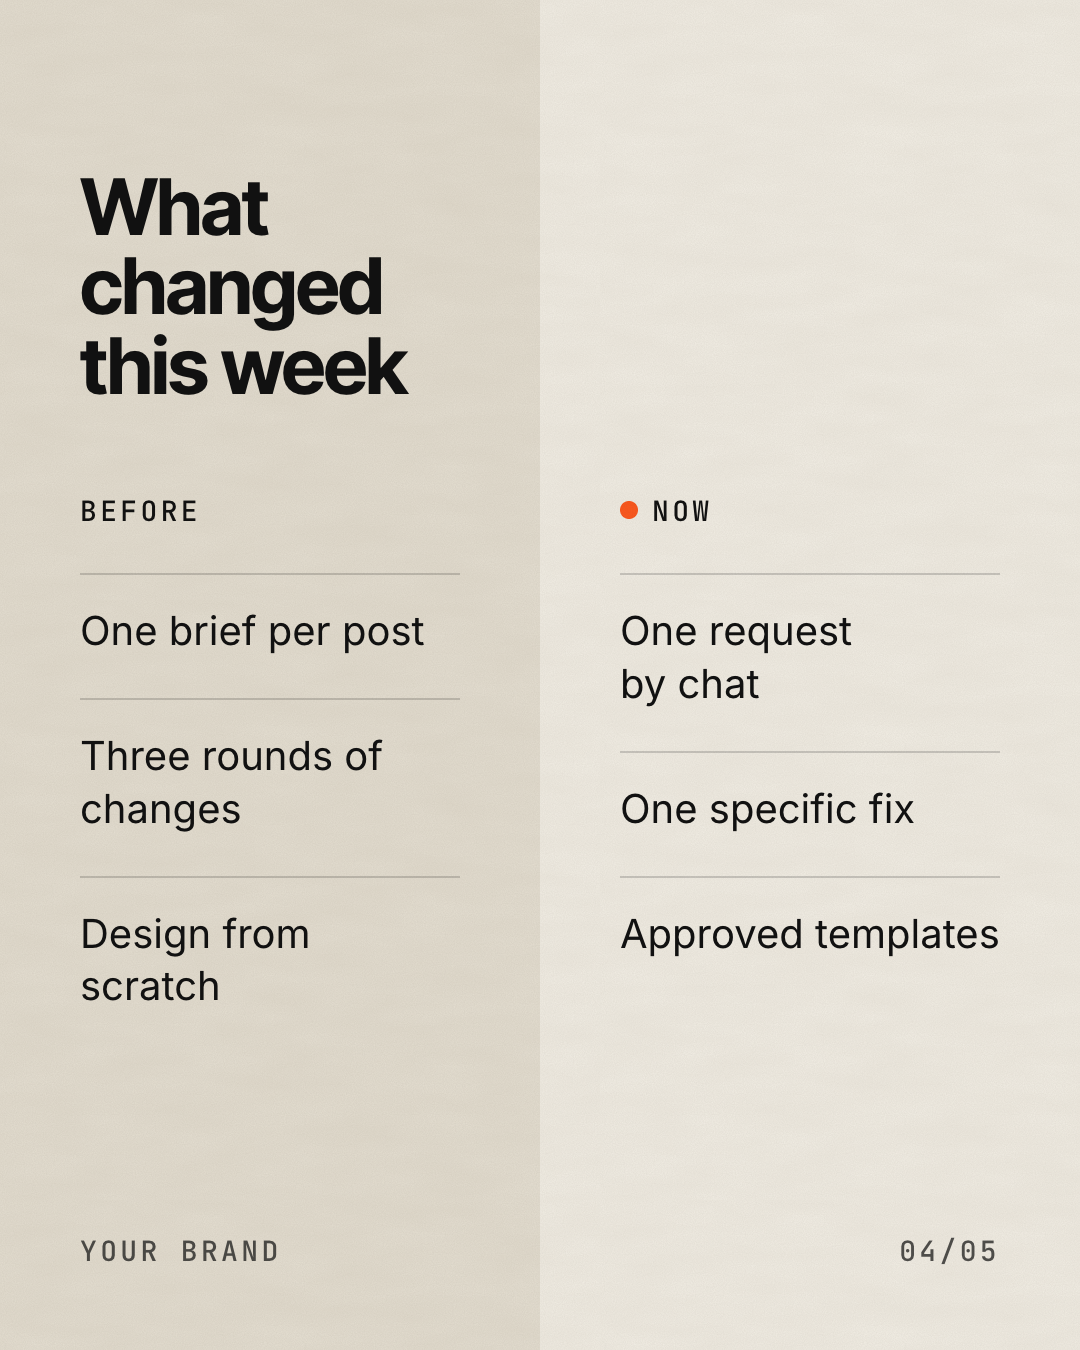 What
changed
this week
BEFORE
One brief per post
Three rounds of
changes
Design from
scratch
NOW
One request
by chat
One specific fix
Approved templates
YOUR BRAND
04/05